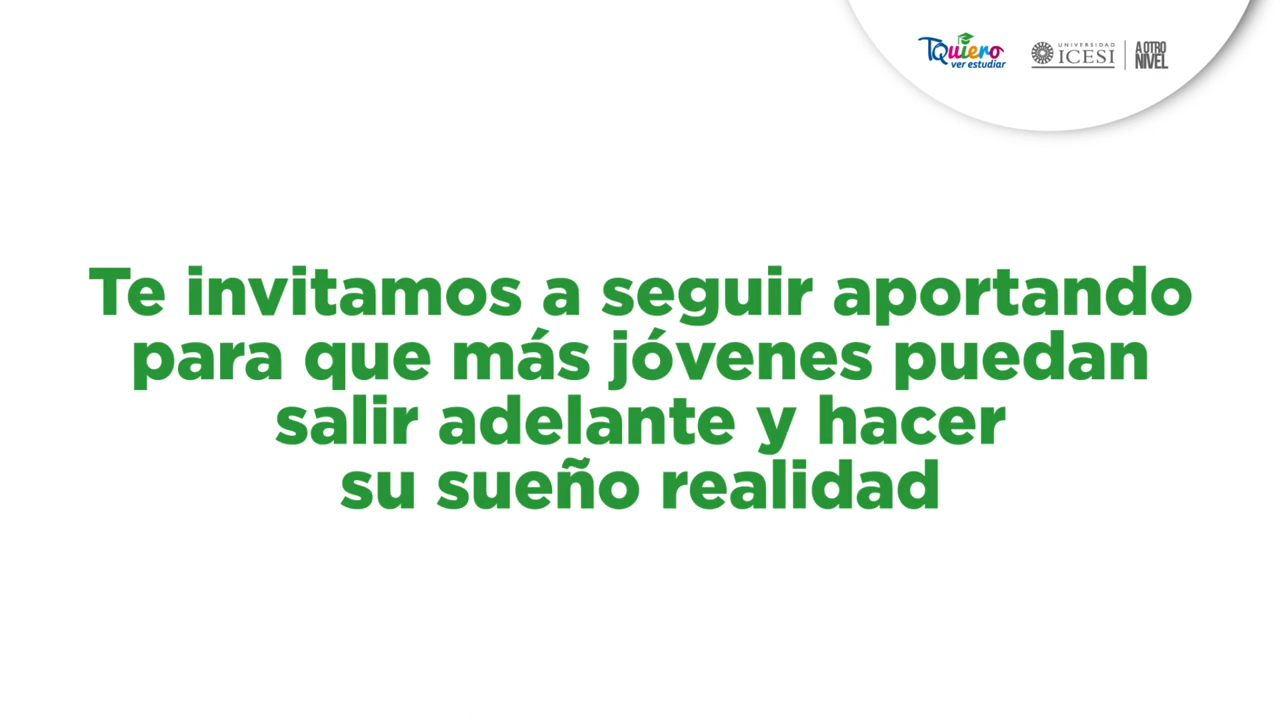 TQuiero
ver estudiar
UNIVERSIDAD
ICESI
A OTRO
NIVEL
Te invitamos a seguir aportando
para que más jóvenes puedan
salir adelante y hacer
su sueño realidad